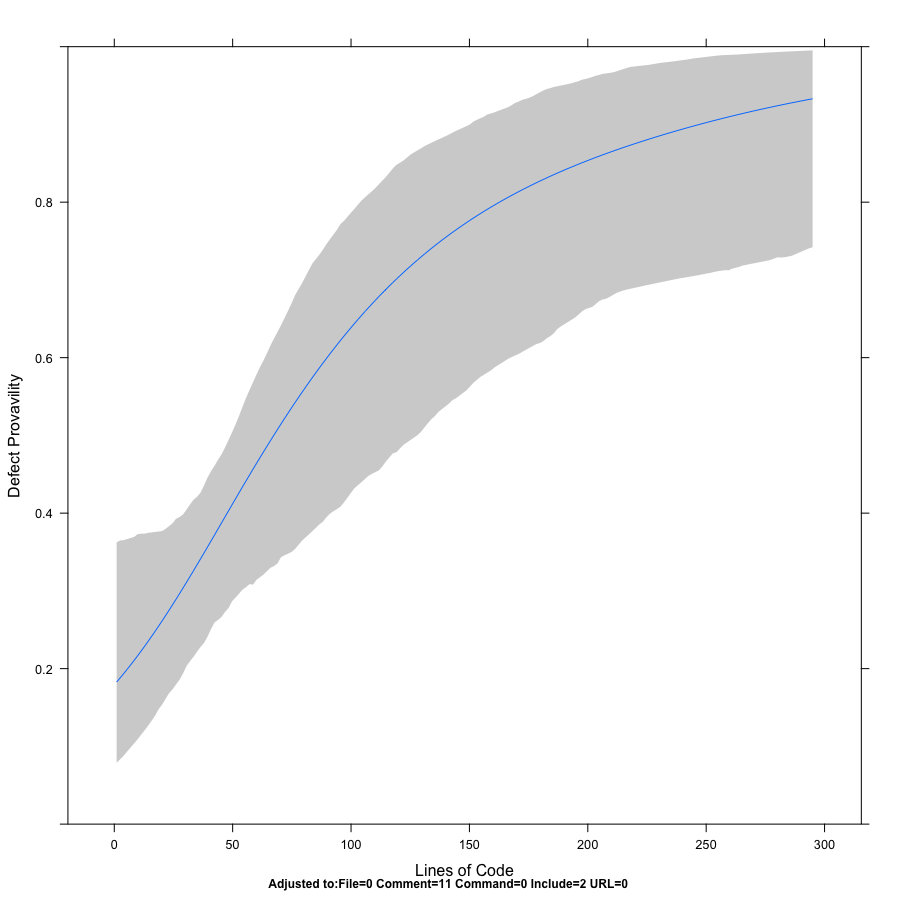 0.8
0.6
0.4
0.2
Defect Provavility
0 50 100 150 200 250 300
Lines of Code
Adjusted to:File=0 Comment=11 Command=0 Include=2 URL=0